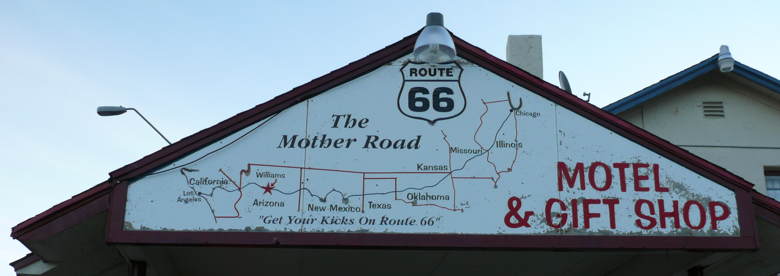 ROUTE
66
The
Mother Road
Chicago
Missouri
Illinois
Kansas
Williams
California
Los
Angeles
Arizona
New Mexico
Texas
Oklahoma
"Get Your Kicks On Route 66"
MOTEL
& GIFT SHOP